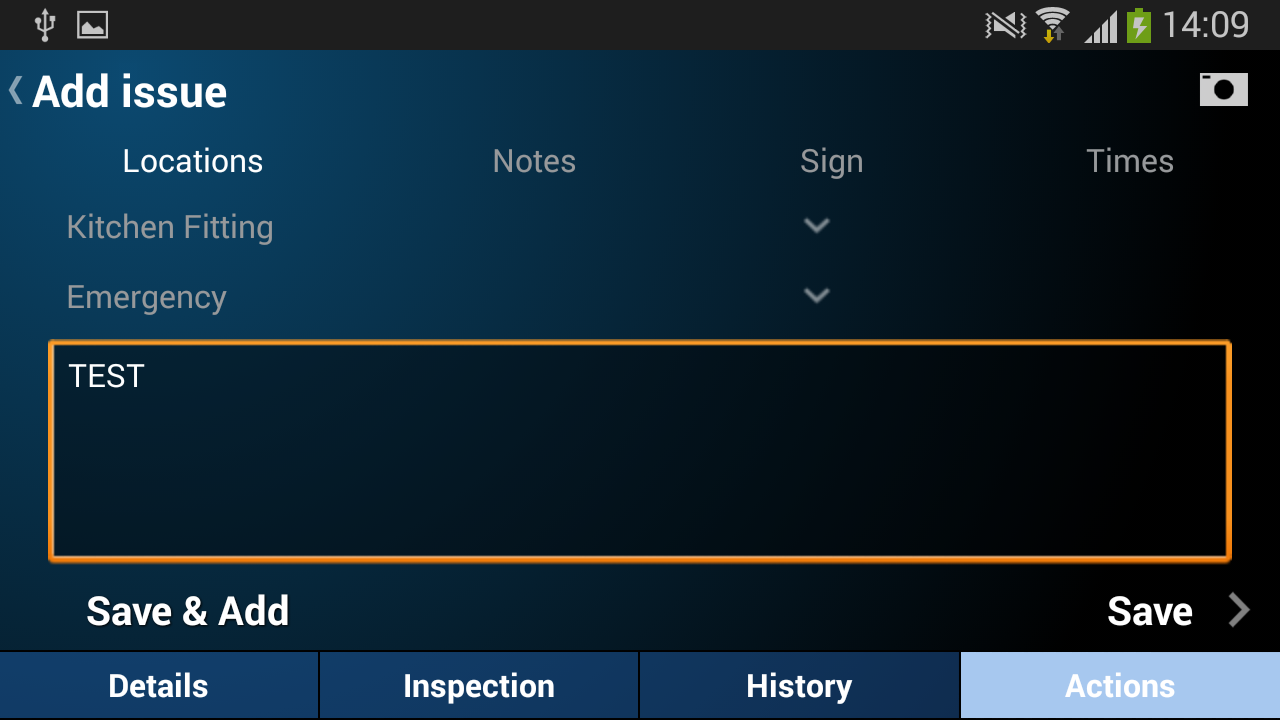 14:09
Add issue
Locations Notes Sign Times
Kitchen Fitting
Emergency
TEST
Save & Add Save
Details Inspection History Actions